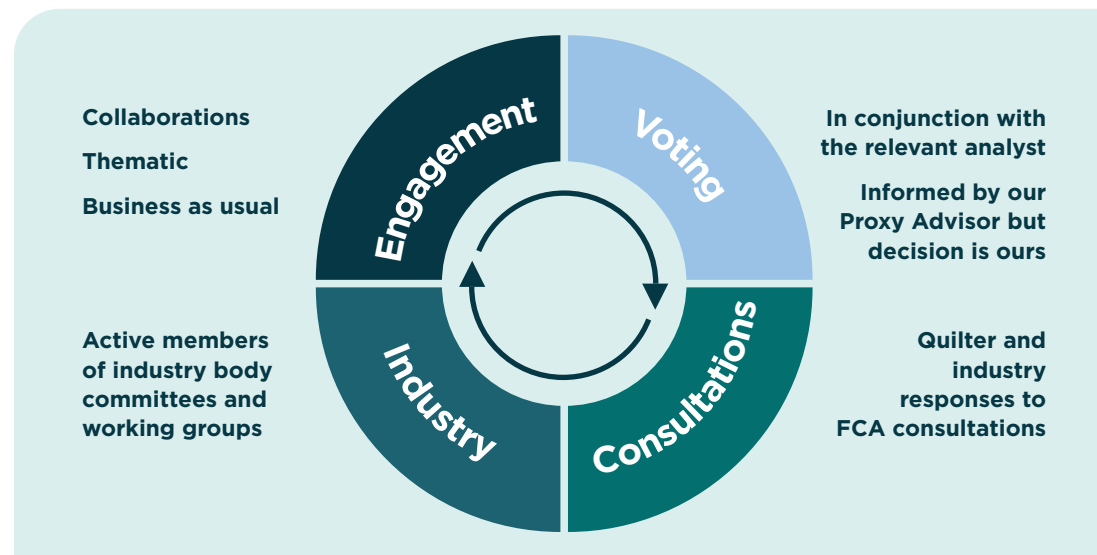 Collaborations
Thematic
Business as usual
Engagement
Voting
In conjunction with
the relevant analyst
Informed by our
Proxy Advisor but
decision is ours
Active members
of industry body
committees and
working groups
Industry
Consultations
Quilter and
industry
responses to
FCA consultations